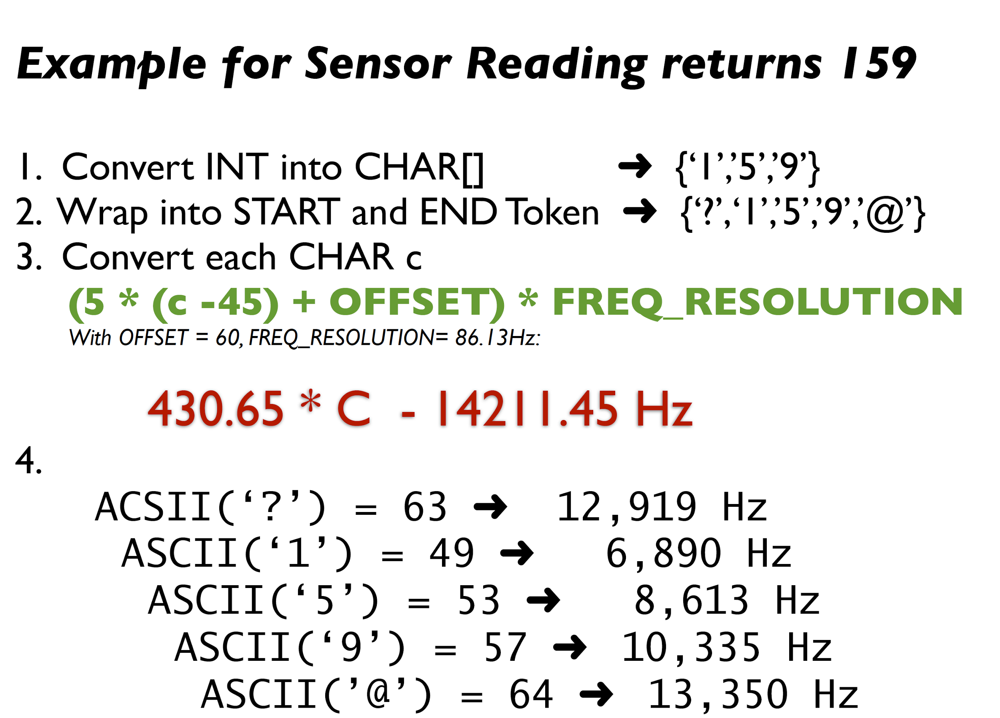 Example for Sensor Reading returns 159
1. Convert INT into CHAR[] ➜ {‘1’,’5’,’9’}
2. Wrap into START and END Token ➜ {‘?’,‘1’,’5’,’9’,’@’}
3. Convert each CHAR c
(5 * (c -45) + OFFSET) * FREQ_RESOLUTION
With OFFSET = 60, FREQ_RESOLUTION= 86.13Hz:
430.65 * C - 14211.45 Hz
4.
ACSII(‘?’) = 63 ➜ 12,919 Hz
ASCII(‘1’) = 49 ➜ 6,890 Hz
ASCII(‘5’) = 53 ➜ 8,613 Hz
ASCII(‘9’) = 57 ➜ 10,335 Hz
ASCII(’@’) = 64 ➜ 13,350 Hz